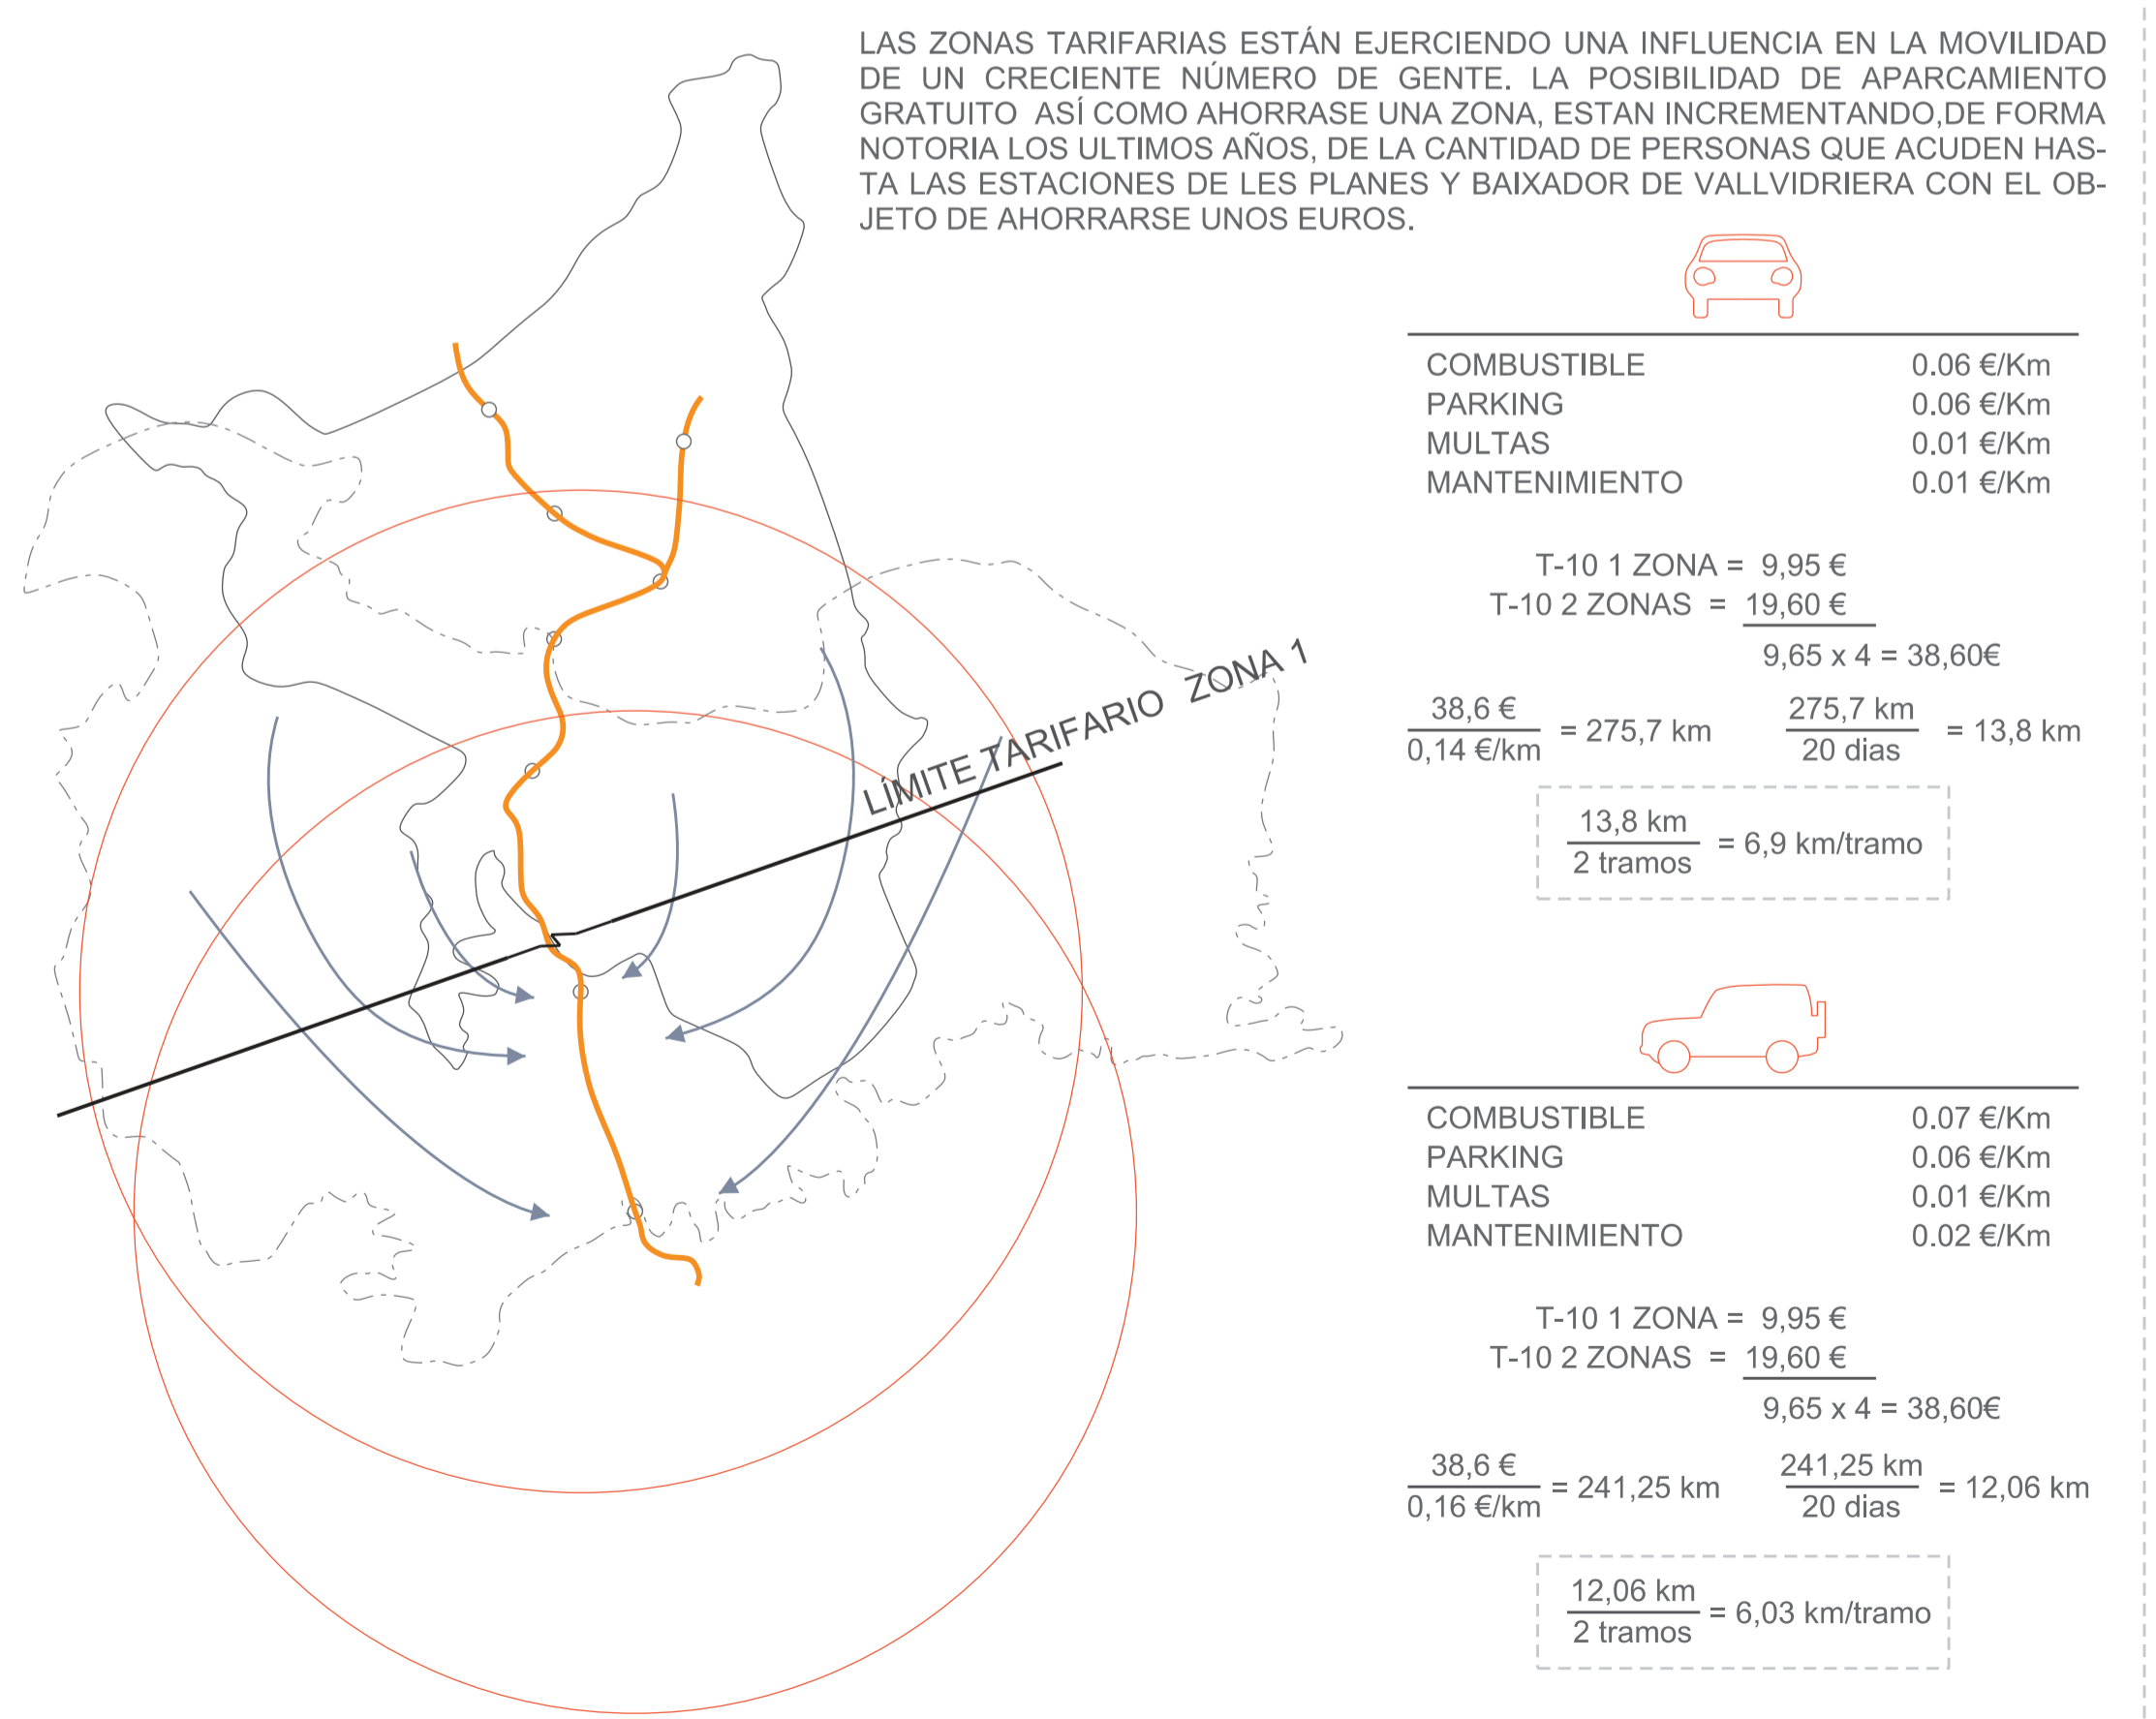 LAS ZONAS TARIFARIAS ESTÁN EJERCIENDO UNA INFLUENCIA EN LA MOVILIDAD
DE UN CRECIENTE NÚMERO DE GENTE. LA POSIBILIDAD DE APARCAMIENTO
GRATUITO ASÍ COMO AHORRASE UNA ZONA, ESTAN INCREMENTANDO,DE FORMA
NOTORIA LOS ULTIMOS AÑOS, DE LA CANTIDAD DE PERSONAS QUE ACUDEN HAS-
TA LAS ESTACIONES DE LES PLANES Y BAIXADOR DE VALLVIDRIERA CON EL OB-
JETO DE AHORRARSE UNOS EUROS.
LÍMITE TARIFARIO ZONA 1
COMBUSTIBLE 0.06 €/Km
PARKING 0.06 €/Km
MULTAS 0.01 €/Km
MANTENIMIENTO 0.01 €/Km
T-10 1 ZONA = 9,95 €
T-10 2 ZONAS = 19,60 €
9,65 x 4 = 38,60€
38,6 €
0,14 €/km
= 275,7 km
275,7 km
20 dias
= 13,8 km
13,8 km
2 tramos
= 6,9 km/tramo
COMBUSTIBLE 0.07 €/Km
PARKING 0.06 €/Km
MULTAS 0.01 €/Km
MANTENIMIENTO 0.02 €/Km
T-10 1 ZONA = 9,95 €
T-10 2 ZONAS = 19,60 €
9,65 x 4 = 38,60€
38,6 €
0,16 €/km
= 241,25 km
241,25 km
20 dias
= 12,06 km
12,06 km
2 tramos
= 6,03 km/tramo